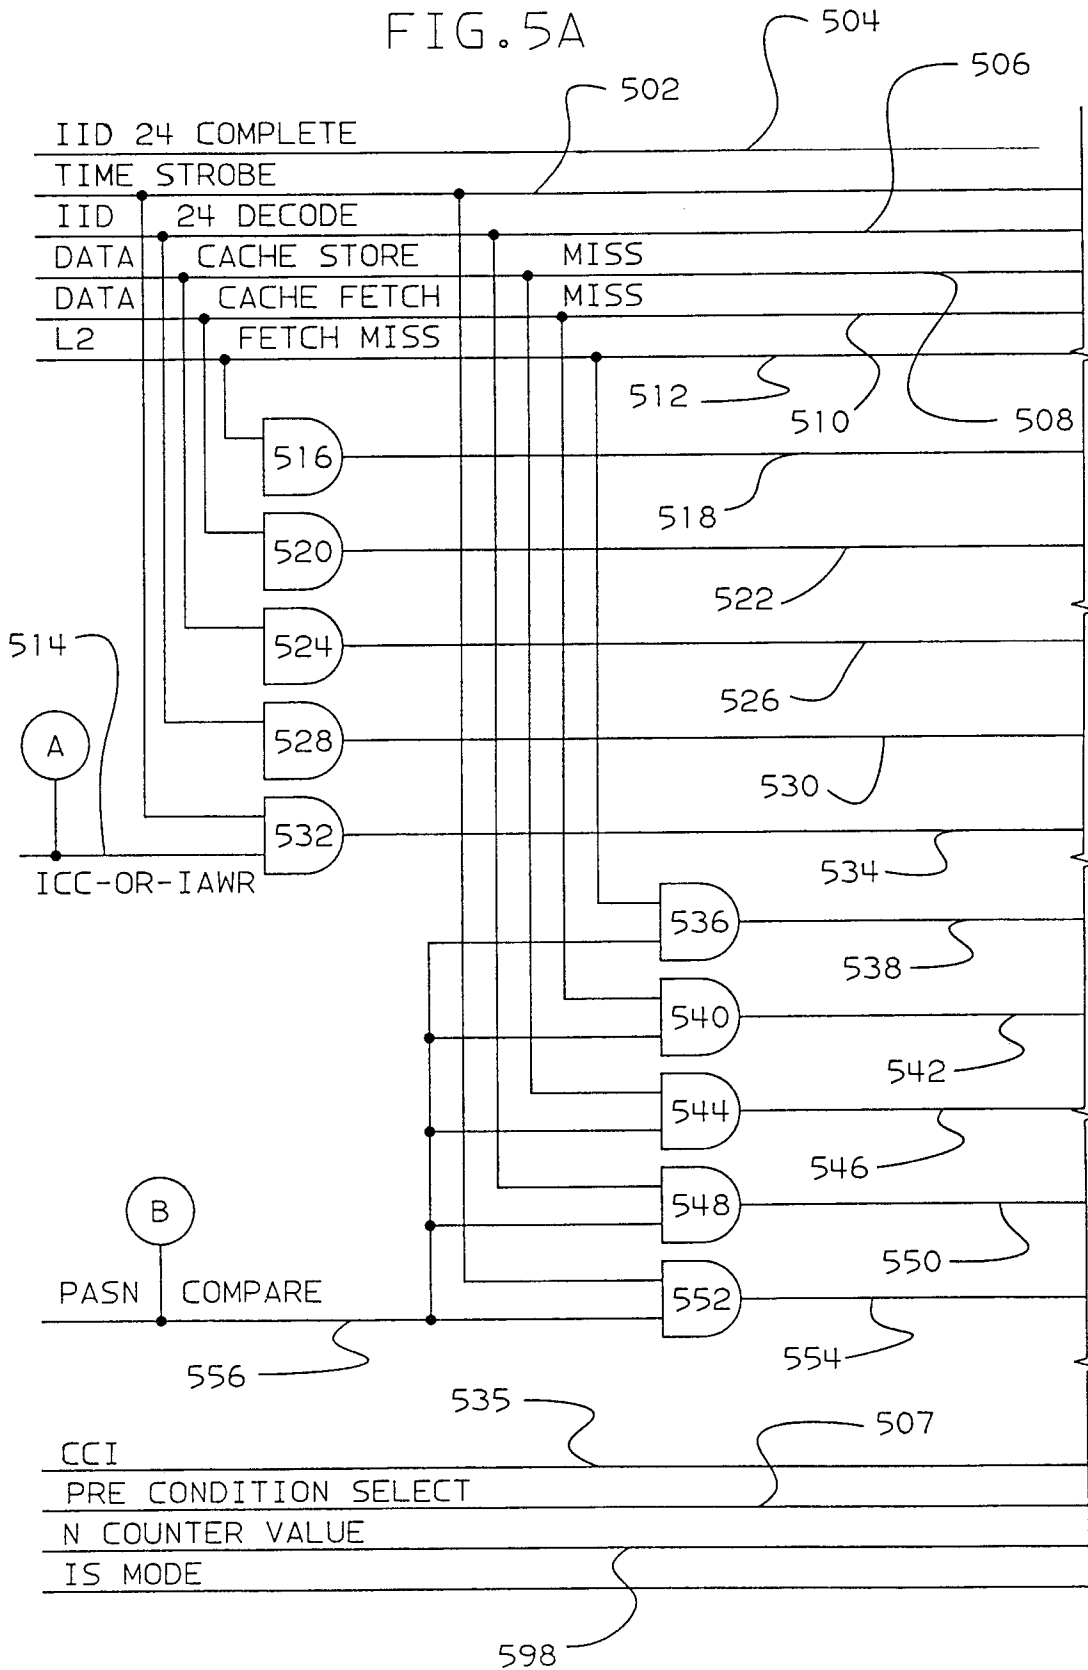 FIG.5A
504
506
502
IID 24 COMPLETE
TIME STROBE
IID 24 DECODE
DATA CACHE STORE MISS
DATA CACHE FETCH MISS
L2 FETCH MISS
512
510
508
516
518
520
522
514
524
526
A
528
530
532
534
ICC-OR-IAWR
536
538
540
542
544
546
B
548
550
PASN COMPARE
552
554
556
535
507
CCI
PRE CONDITION SELECT
N COUNTER VALUE
IS MODE
598